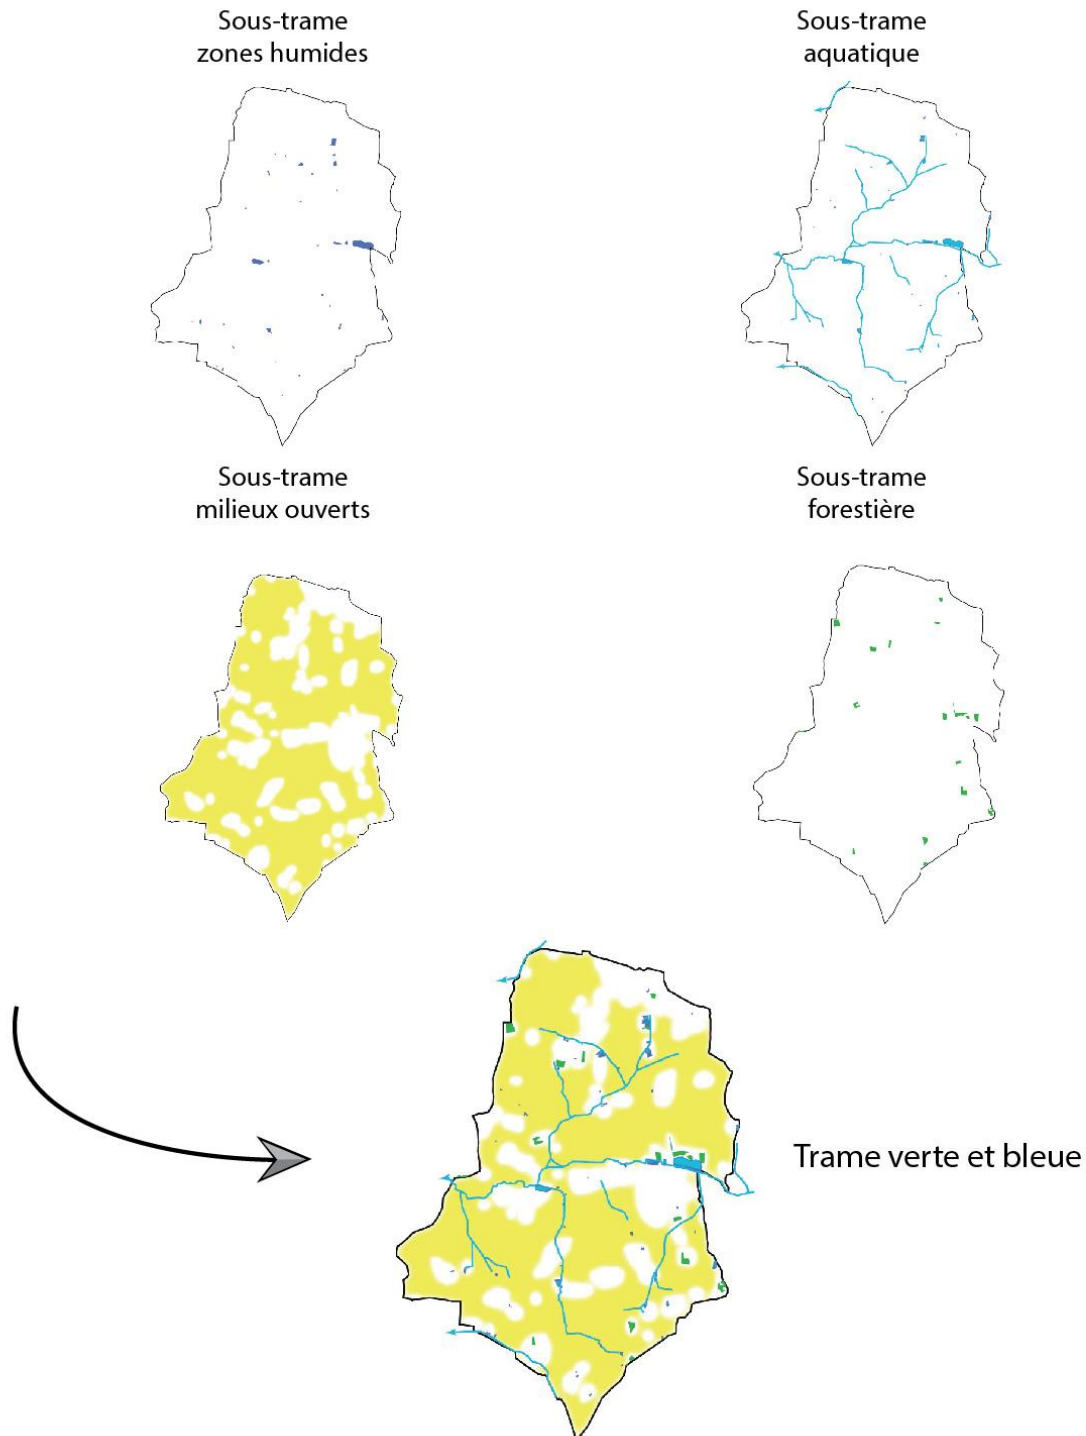 Sous-trame
zones humides
Sous-trame
aquatique
Sous-trame
milieux ouverts
Sous-trame
forestière
Trame verte et bleue